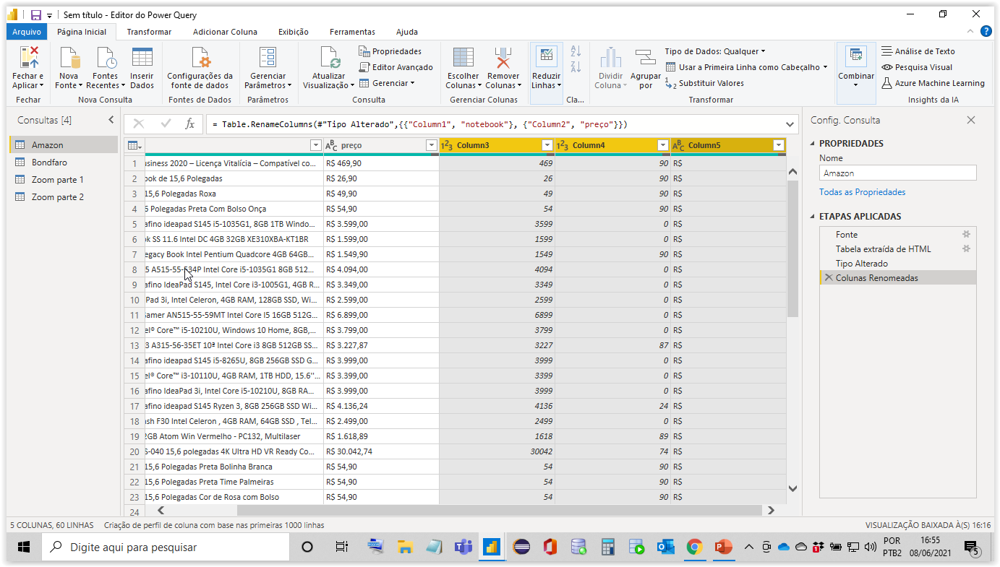 Sem título - Editor do Power Query
Arquivo Página Inicial Transformar Adicionar Coluna Exibição Ferramentas Ajuda
Fechar e Aplicar
Fechar
Nova Fonte
Fontes Recentes
Inserir Dados
Nova Consulta
Configurações da fonte de dados
Fontes de Dados
Gerenciar Parâmetros
Parâmetros
Atualizar Visualização
Propriedades
Editor Avançado
Gerenciar
Consulta
Escolher Colunas
Remover Colunas
Gerenciar Colunas
Reduzir Linhas
Cla...
Dividir Coluna
Agrupar por
Tipo de Dados: Qualquer
Usar a Primeira Linha como Cabeçalho
Substituir Valores
Transformar
Combinar
Análise de Texto
Pesquisa Visual
Azure Machine Learning
Insights da IA
Consultas [4]
Amazon
Bondfaro
Zoom parte 1
Zoom parte 2
fx
= Table.RenameColumns(#"Tipo Alterado",{{"Column1", "notebook"}, {"Column2", "preço"}})
preço Column3 Column4 Column5
1 usiness 2020 – Licença Vitalícia – Compatível co... R$ 469,90 469 90 R$
2 ook de 15,6 Polegadas R$ 26,90 26 90 R$
3 15,6 Polegadas Roxa R$ 49,90 49 90 R$
4 6 Polegadas Preta Com Bolso Onça R$ 54,90 54 90 R$
5 afino ideapad S145 i5-1035G1, 8GB 1TB Windo... R$ 3.599,00 3599 0 R$
6 ok SS 11.6 Intel DC 4GB 32GB XE310XBA-KT1BR R$ 1.599,00 1599 0 R$
7 egacy Book Intel Pentium Quadcore 4GB 64GB... R$ 1.549,90 1549 90 R$
8 5 A515-55-534P Intel Core i5-1035G1 8GB 512... R$ 4.094,00 4094 0 R$
9 afino IdeaPad S145, Intel Core i3-1005G1, 4GB R... R$ 3.349,00 3349 0 R$
10 Pad 3i, Intel Celeron, 4GB RAM, 128GB SSD, Wi... R$ 2.599,00 2599 0 R$
11 Gamer AN515-55-59MT Intel Core I5 16GB 512G... R$ 6.899,00 6899 0 R$
12 el® Core™ i5-10210U, Windows 10 Home, 8GB,... R$ 3.799,00 3799 0 R$
13 3 A315-56-35ET 10ª Intel Core i3 8GB 512GB SS... R$ 3.227,87 3227 87 R$
14 afino ideapad S145 i5-8265U, 8GB 256GB SSD G... R$ 3.999,00 3999 0 R$
15 el® Core™ i3-10110U, 4GB RAM, 1TB HDD, 15.6''... R$ 3.399,00 3399 0 R$
16 afino IdeaPad 3i, Intel Core i5-10210U, 8GB RA... R$ 3.999,00 3999 0 R$
17 afino ideapad S145 Ryzen 3, 8GB 256GB SSD Wi... R$ 4.136,24 4136 24 R$
18 ash F30 Intel Celeron , 4GB RAM, 64GB SSD , Tel... R$ 2.499,00 2499 0 R$
19 2GB Atom Win Vermelho - PC132, Multilaser R$ 1.618,89 1618 89 R$
20 S-040 15,6 polegadas 4K Ultra HD VR Ready Co... R$ 30.042,74 30042 74 R$
21 15,6 Polegadas Preta Bolinha Branca R$ 54,90 54 90 R$
22 15,6 Polegadas Preta Time Palmeiras R$ 54,90 54 90 R$
23 15,6 Polegadas Cor de Rosa com Bolso R$ 54,90 54 90 R$
24
Config. Consulta
PROPRIEDADES
Nome
Amazon
Todas as Propriedades
ETAPAS APLICADAS
Fonte
Tabela extraída de HTML
Tipo Alterado
Colunas Renomeadas
5 COLUNAS, 60 LINHAS Criação de perfil de coluna com base nas primeiras 1000 linhas VISUALIZAÇÃO BAIXADA À(S) 16:16
Digite aqui para pesquisar
POR
PTB2
16:55
08/06/2021
5